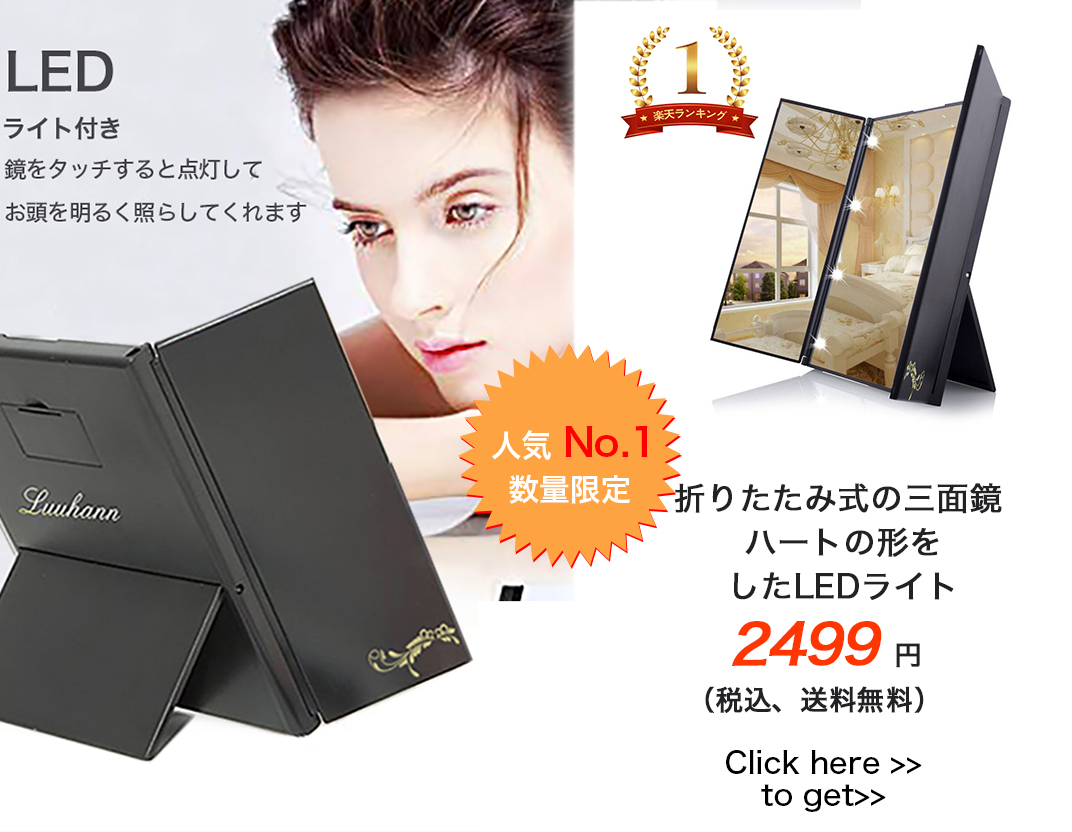 LED
ライト付き
鏡をタッチすると点灯して
お頭を明るく照らしてくれます
Luuhann
1
楽天ランキング
人気 No.1
数量限定
折りたたみ式の三面鏡
ハートの形を
したLEDライト
2499 円
（税込、送料無料）
Click here >>
to get>>